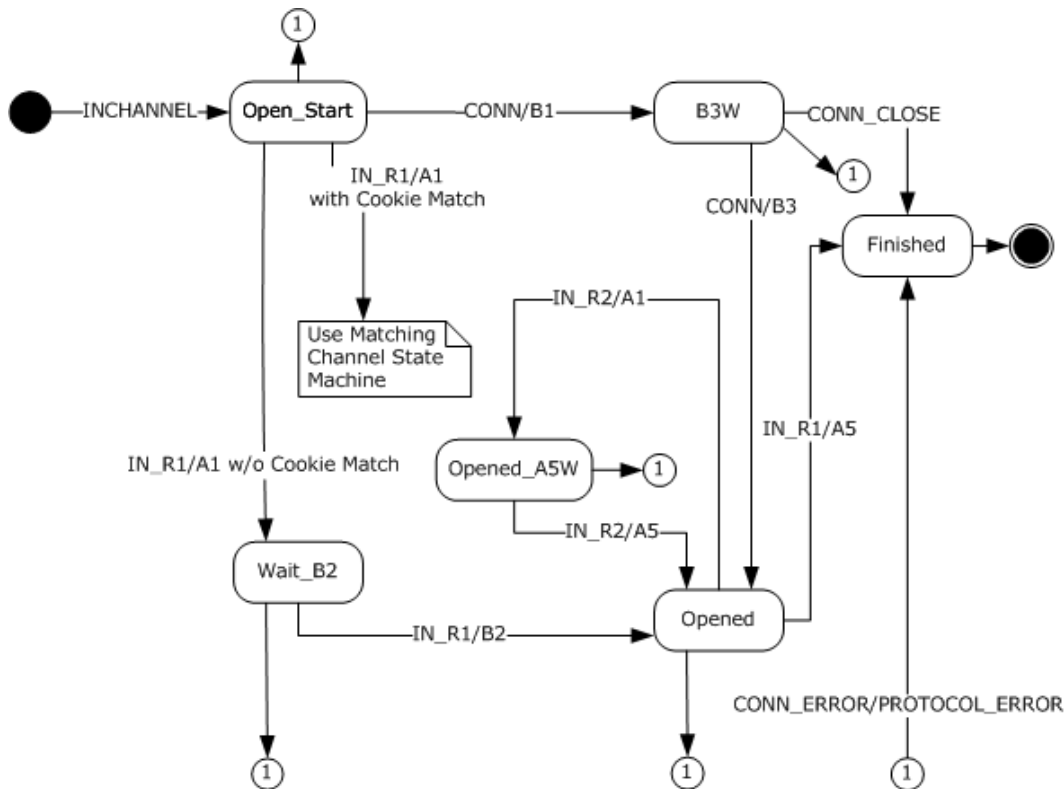 1
INCHANNEL
Open_Start
CONN/B1
B3W
CONN_CLOSE
1
IN_R1/A1
with Cookie Match
CONN/B3
Finished
IN_R2/A1
Use Matching
Channel State
Machine
IN_R1/A5
IN_R1/A1 w/o Cookie Match
Opened_A5W
1
IN_R2/A5
Wait_B2
Opened
IN_R1/B2
CONN_ERROR/PROTOCOL_ERROR
1
1
1